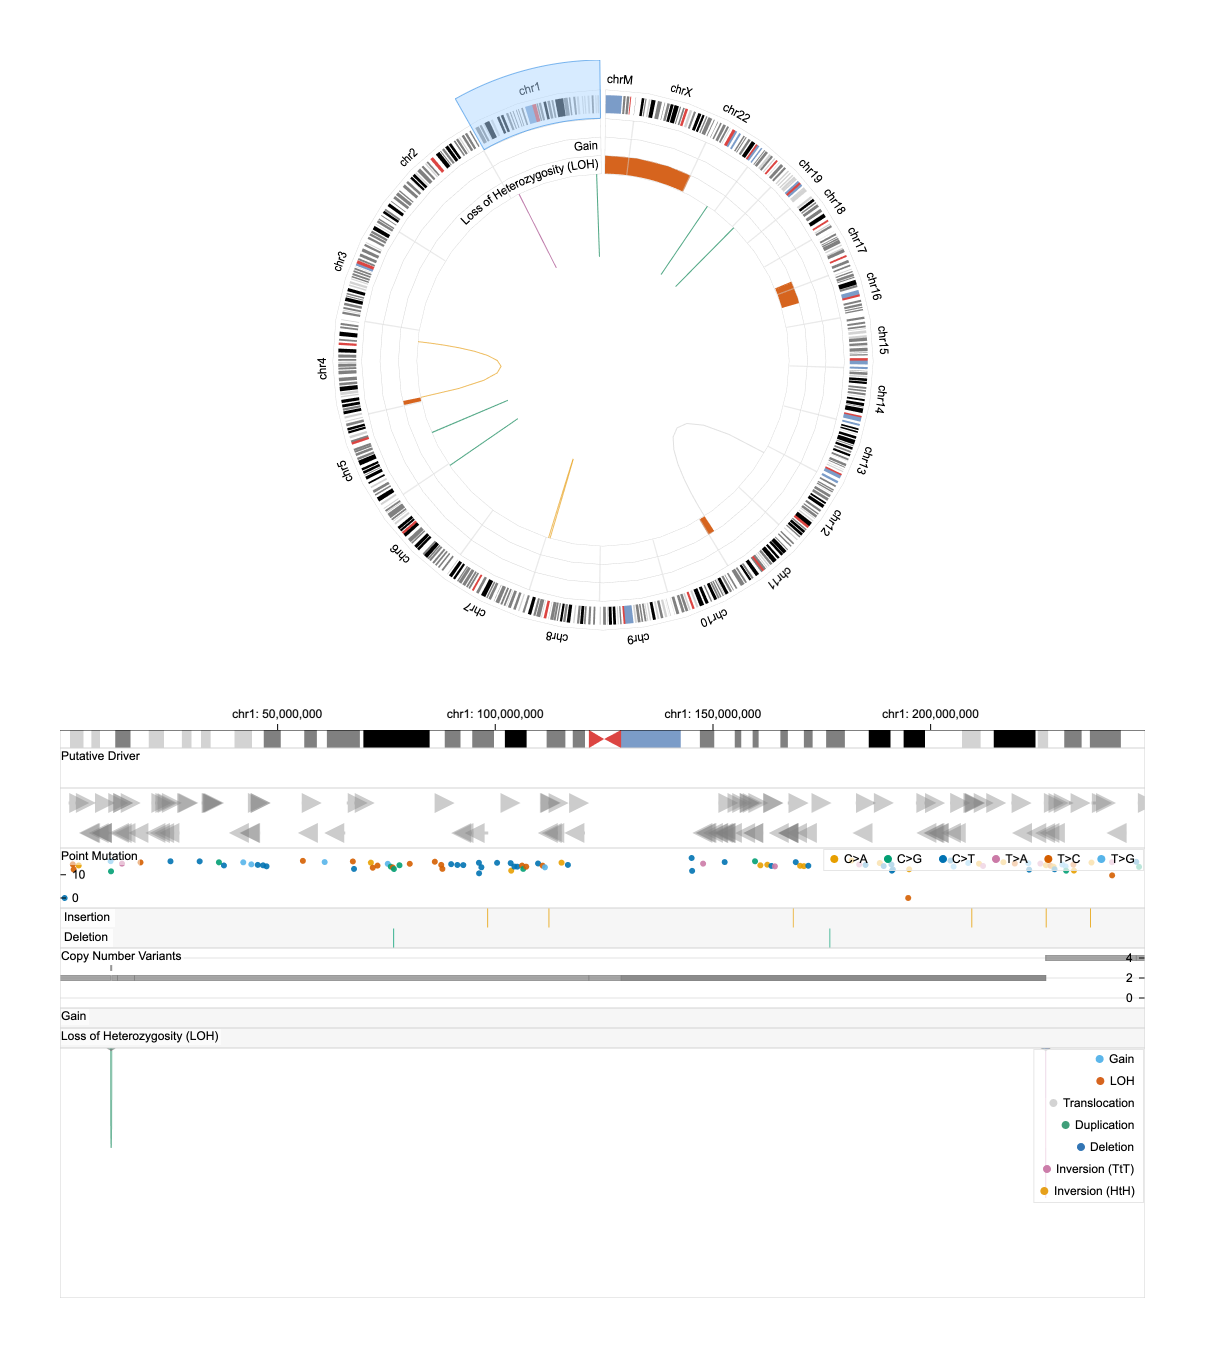 chrM
chrX
chr22
chr19
chr18
chr17
chr16
chr15
chr14
chr13
chr12
chr11
chr10
chr9
chr8
chr7
chr6
chr5
chr4
chr3
chr2
chr1
Gain
Loss of Heterozygosity (LOH)
chr1: 50,000,000
chr1: 100,000,000
chr1: 150,000,000
chr1: 200,000,000
Putative Driver
Point Mutation
C>A
C>G
C>T
T>A
T>C
T>G
10
0
Insertion
Deletion
Copy Number Variants
4
2
0
Gain
Loss of Heterozygosity (LOH)
Gain
LOH
Translocation
Duplication
Deletion
Inversion (TtT)
Inversion (HtH)